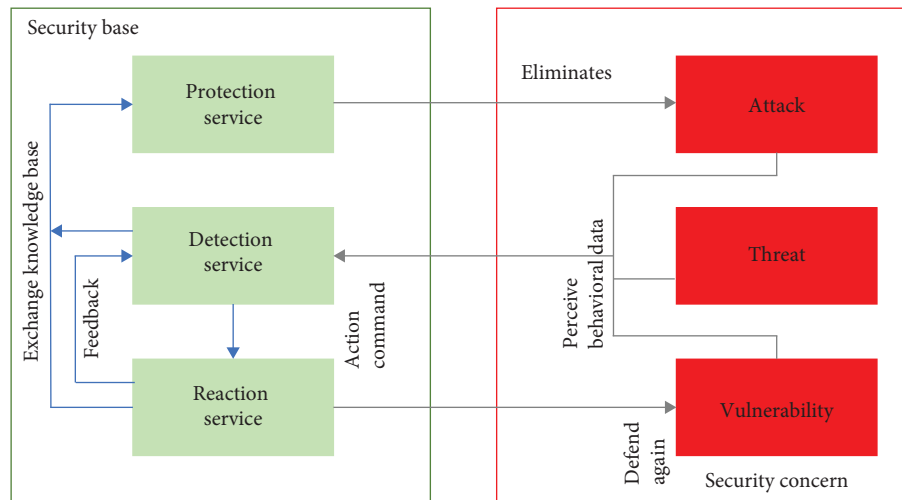 Security base
Protection
service
Eliminates
Attack
Exchange knowledge base
Detection
service
Feedback
Action
command
Perceive
behavioral data
Threat
Reaction
service
Defend
again
Vulnerability
Security concern